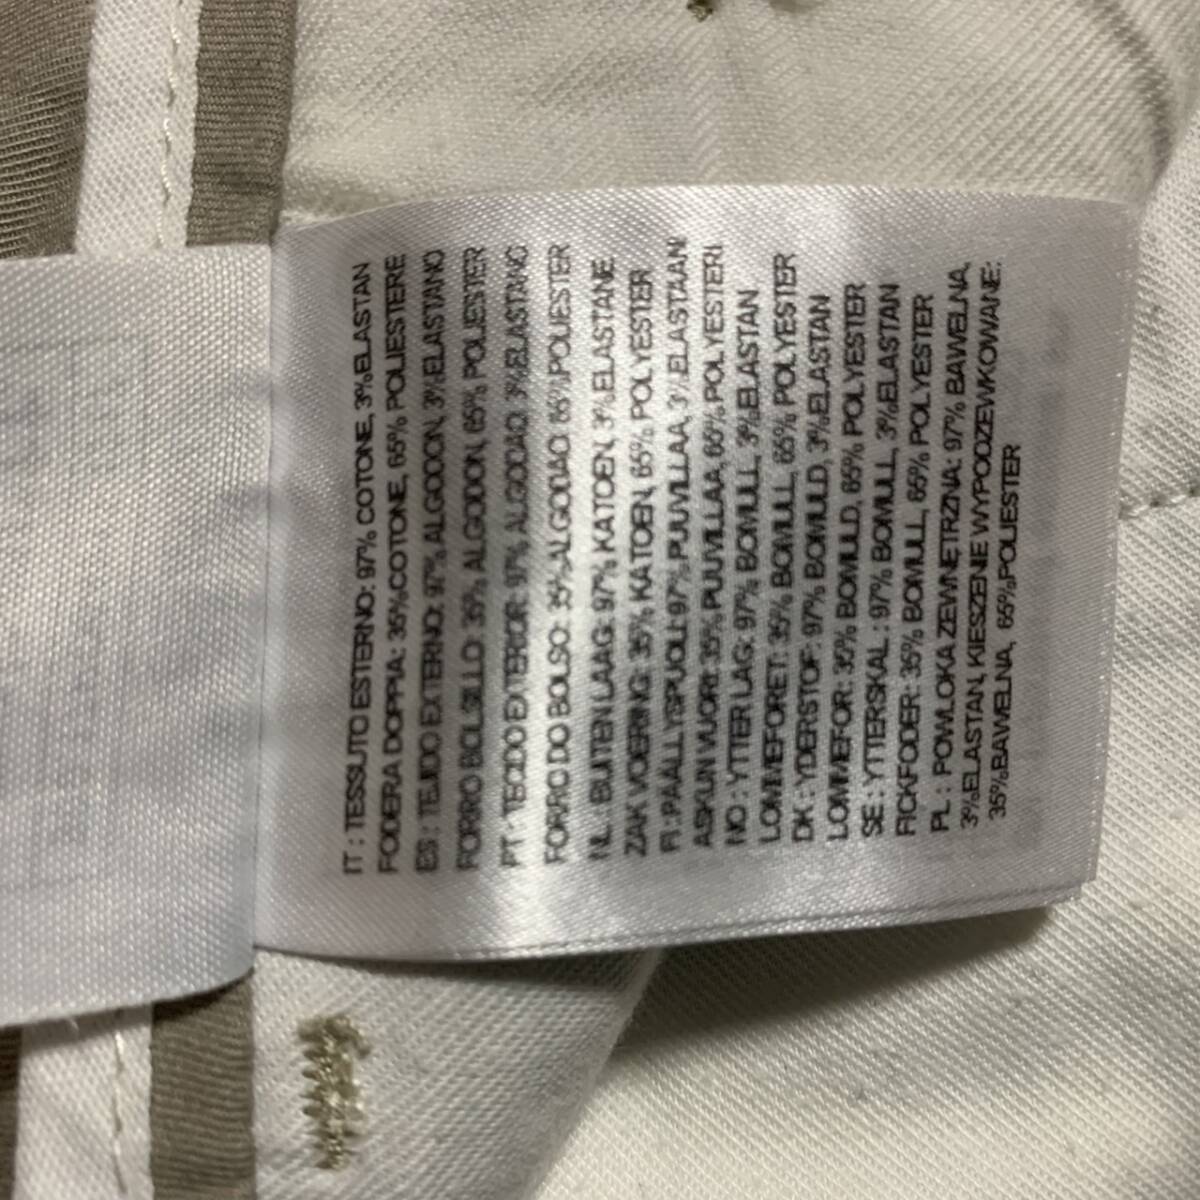 IT : TESSUTO ESTERNO: 97% COTONE, 3%ELASTAN
FODERA DOPPIA: 35%COTONE, 65% POLIESTERE
ES : TEJIDO EXTERNO: 97% ALGODON, 3%ELASTANO
FORRO BOLSILLO: 35% ALGODON, 65% POLIESTER
PT : TECIDO EXTERIOR: 97% ALGODAO, 3%ELASTANO
FORRO DO BOLSO: 35%ALGODAO, 65%POLIESTER
NL: BUITEN LAAG: 97% KATOEN, 3%ELASTANE.
ZAK VOERING: 35% KATOEN, 65% POLYESTER
FI : PAALLYSPUOLI: 97% PUUVILLAA, 3%ELASTAANI
ASKUN VUORI: 35% PUUVILLAA, 65% POLYESTERI
NO : YTTER LAG: 97% BOMULL, 3%ELASTAN
LOMMEFORET: 35% BOMULL, 65% POLYESTER
DK : YDERSTOF: 97% BOMULD, 3%ELASTAN
LOMMEFOR: 35% BOMULD, 65% POLYESTER
SE : YTTERSKAL : 97% BOMULL, 3%ELASTAN
FICKFODER: 35% BOMULL, 65% POLYESTER
PL : POWLOKA ZEWNĘTRZNA: 97% BAWELNA,
3%ELASTAN, KIESZENIE WYPODZEWKOWANE:
35%BAWELNA, 65%POLIESTER